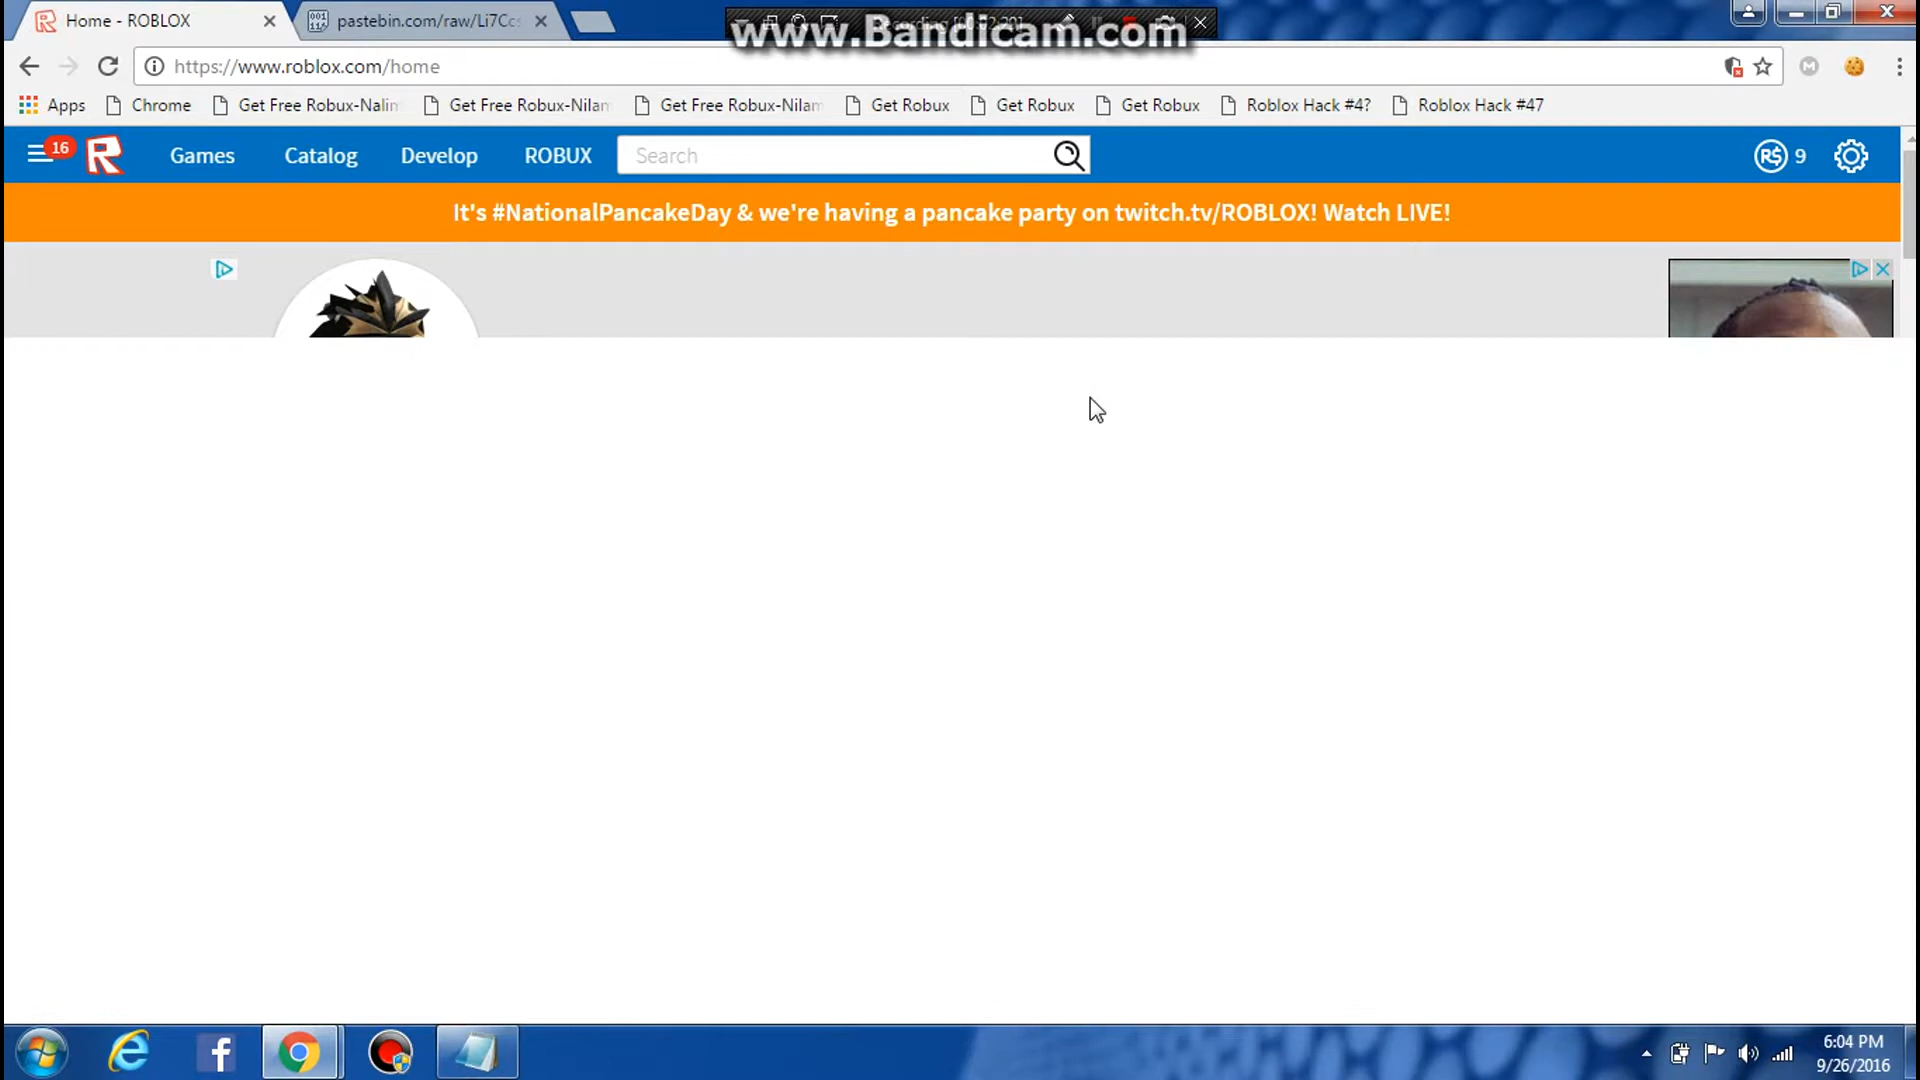 Home - ROBLOX
pastebin.com/raw/Li7Ccs
www.Bandicam.com
https://www.roblox.com/home
Apps Chrome Get Free Robux-Nalim Get Free Robux-Nilam Get Free Robux-Nilam Get Robux Get Robux Get Robux Roblox Hack #4? Roblox Hack #47
16 Games Catalog Develop ROBUX Search R$ 9
It's #NationalPancakeDay & we're having a pancake party on twitch.tv/ROBLOX! Watch LIVE!
6:04 PM
9/26/2016